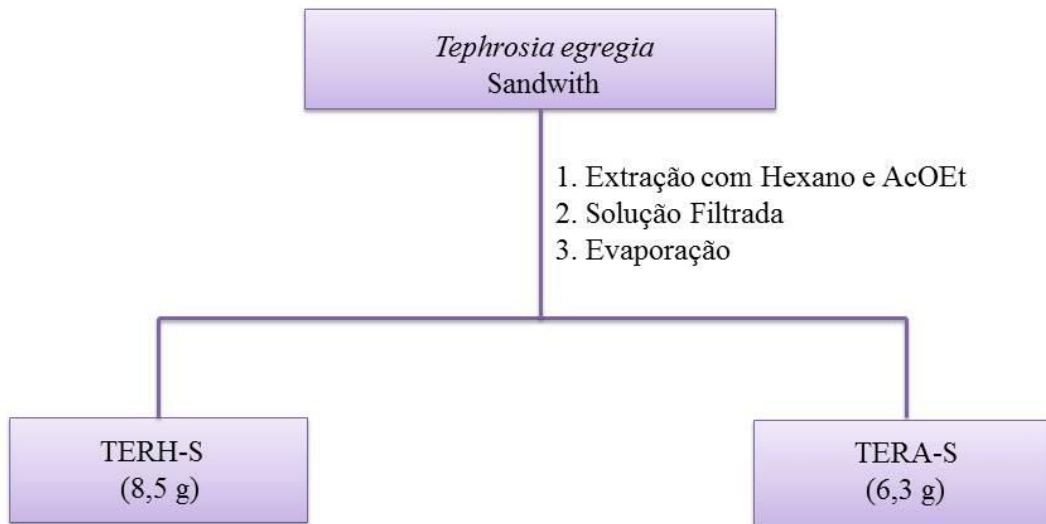 Tephrosia egregia
Sandwith
1. Extração com Hexano e AcOEt
2. Solução Filtrada
3. Evaporação
TERH-S
(8,5 g)
TERA-S
(6,3 g)